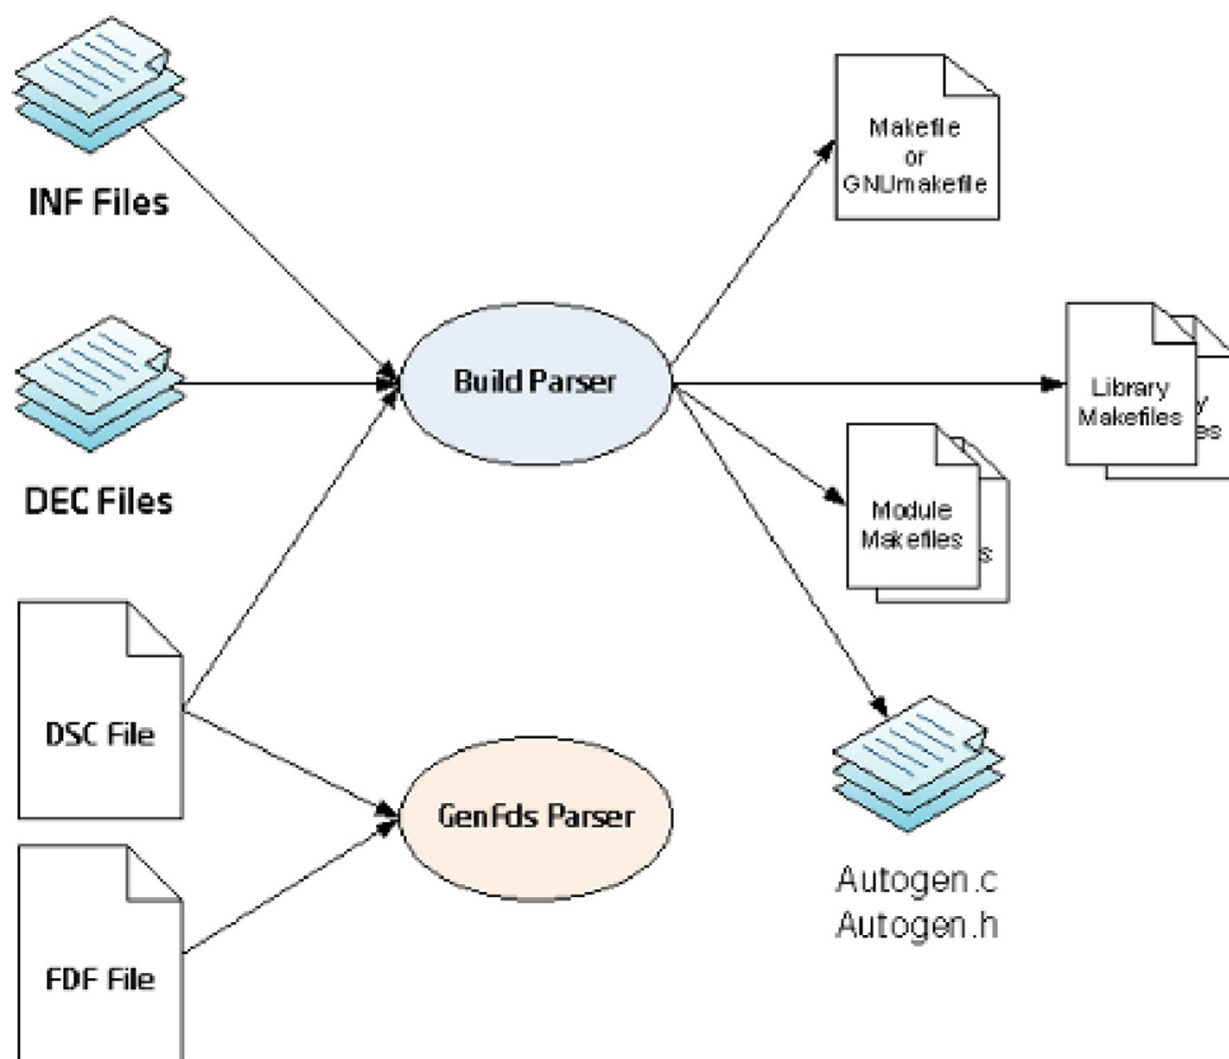 INF Files
DEC Files
DSC File
FDF File
Build Parser
GenFds Parser
Makefile
or
GNUmakefile
Library
Makefiles
Module
Makefiles
Autogen.c
Autogen.h